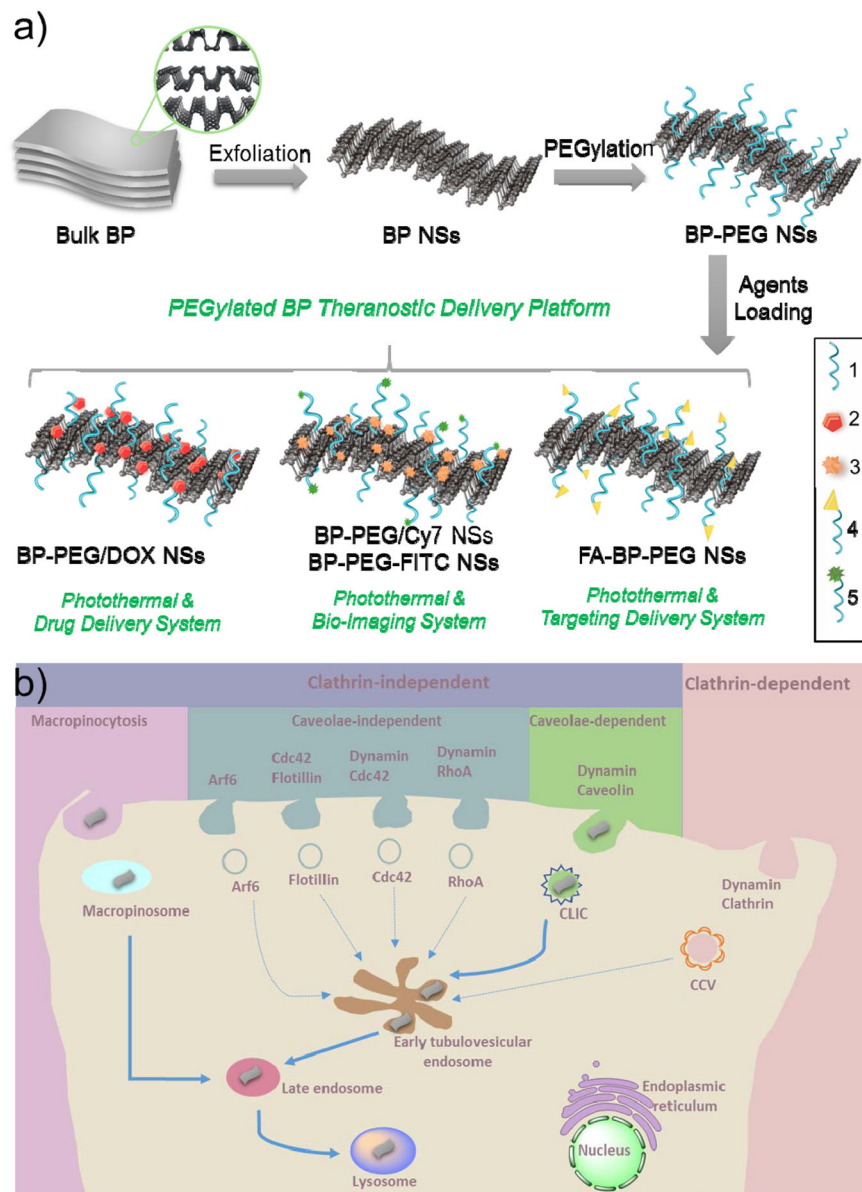 a)
Exfoliation
PEGylation
Bulk BP
BP NSs
BP-PEG NSs
Agents
Loading
PEGylated BP Theranostic Delivery Platform
1
2
3
4
5
BP-PEG/DOX NSs
BP-PEG/Cy7 NSs
BP-PEG-FITC NSs
FA-BP-PEG NSs
Photothermal &
Drug Delivery System
Photothermal &
Bio-Imaging System
Photothermal &
Targeting Delivery System
b)
Clathrin-independent
Clathrin-dependent
Macropinocytosis
Caveolae-independent
Caveolae-dependent
Arf6
Cdc42
Flotillin
Dynamin
Cdc42
Dynamin
RhoA
Dynamin
Caveolin
Arf6
Flotillin
Cdc42
RhoA
Macropinosome
CLIC
Dynamin
Clathrin
CCV
Early tubulovesicular
endosome
Late endosome
Endoplasmic
reticulum
Nucleus
Lysosome